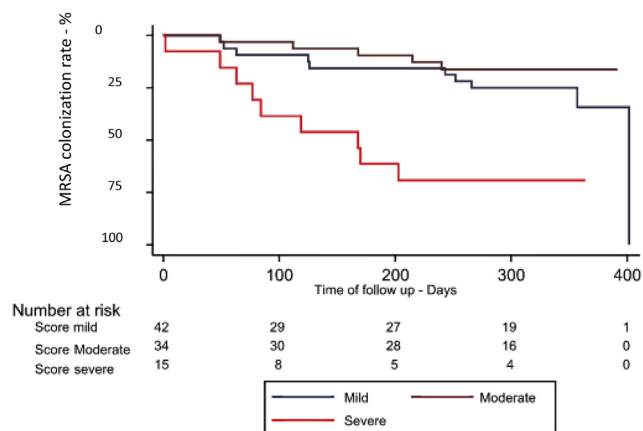 MRSA colonization rate - %
0
25
50
75
100
0 100 200 300 400
Time of follow up - Days
Number at risk
Score mild 42 29 27 19 1
Score Moderate 34 30 28 16 0
Score severe 15 8 5 4 0
Mild Moderate
Severe